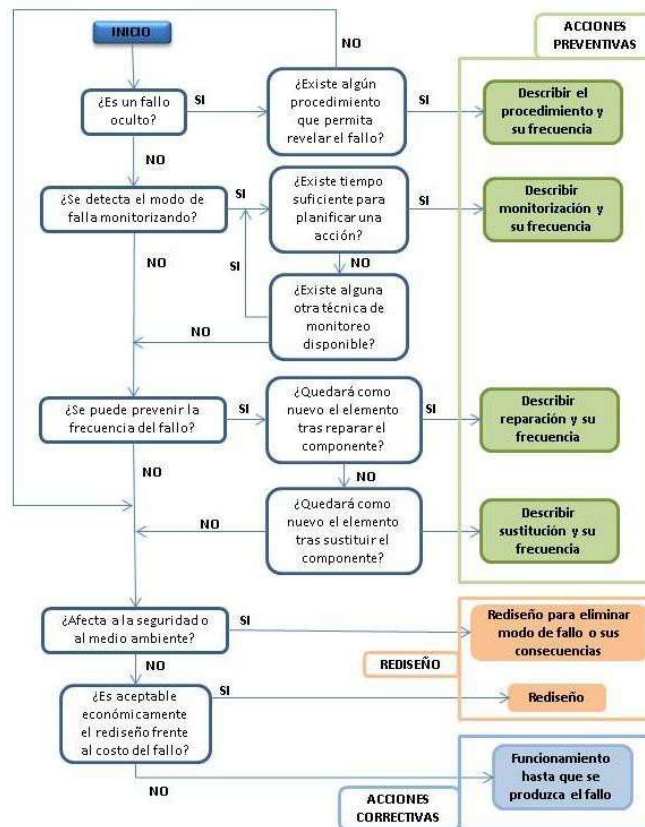 INICIO
NO
ACCIONES
PREVENTIVAS
¿Es un fallo
oculto?
SI
¿Existe algún
procedimiento
que permita
revelar el fallo?
SI
Describir el
procedimiento y
su frecuencia
NO
¿Se detecta el modo de
falla monitorizando?
SI
¿Existe tiempo
suficiente para
planificar una
acción?
SI
Describir
monitorización y
su frecuencia
NO
SI
NO
¿Existe alguna
otra técnica de
monitoreo
disponible?
NO
¿Se puede prevenir la
frecuencia del fallo?
SI
¿Quedará como
nuevo el elemento
tras reparar el
componente?
SI
Describir
reparación y su
frecuencia
NO
NO
¿Quedará como
nuevo el elemento
tras sustituir el
componente?
NO
Describir
sustitución y su
frecuencia
¿Afecta a la seguridad o
al medio ambiente?
SI
Rediseño para eliminar
modo de fallo o sus
consecuencias
REDISEÑO
NO
¿Es aceptable
económicamente
el rediseño frente
al costo del fallo?
SI
Rediseño
NO
Funcionamiento
hasta que se
produzca el fallo
ACCIONES
CORRECTIVAS